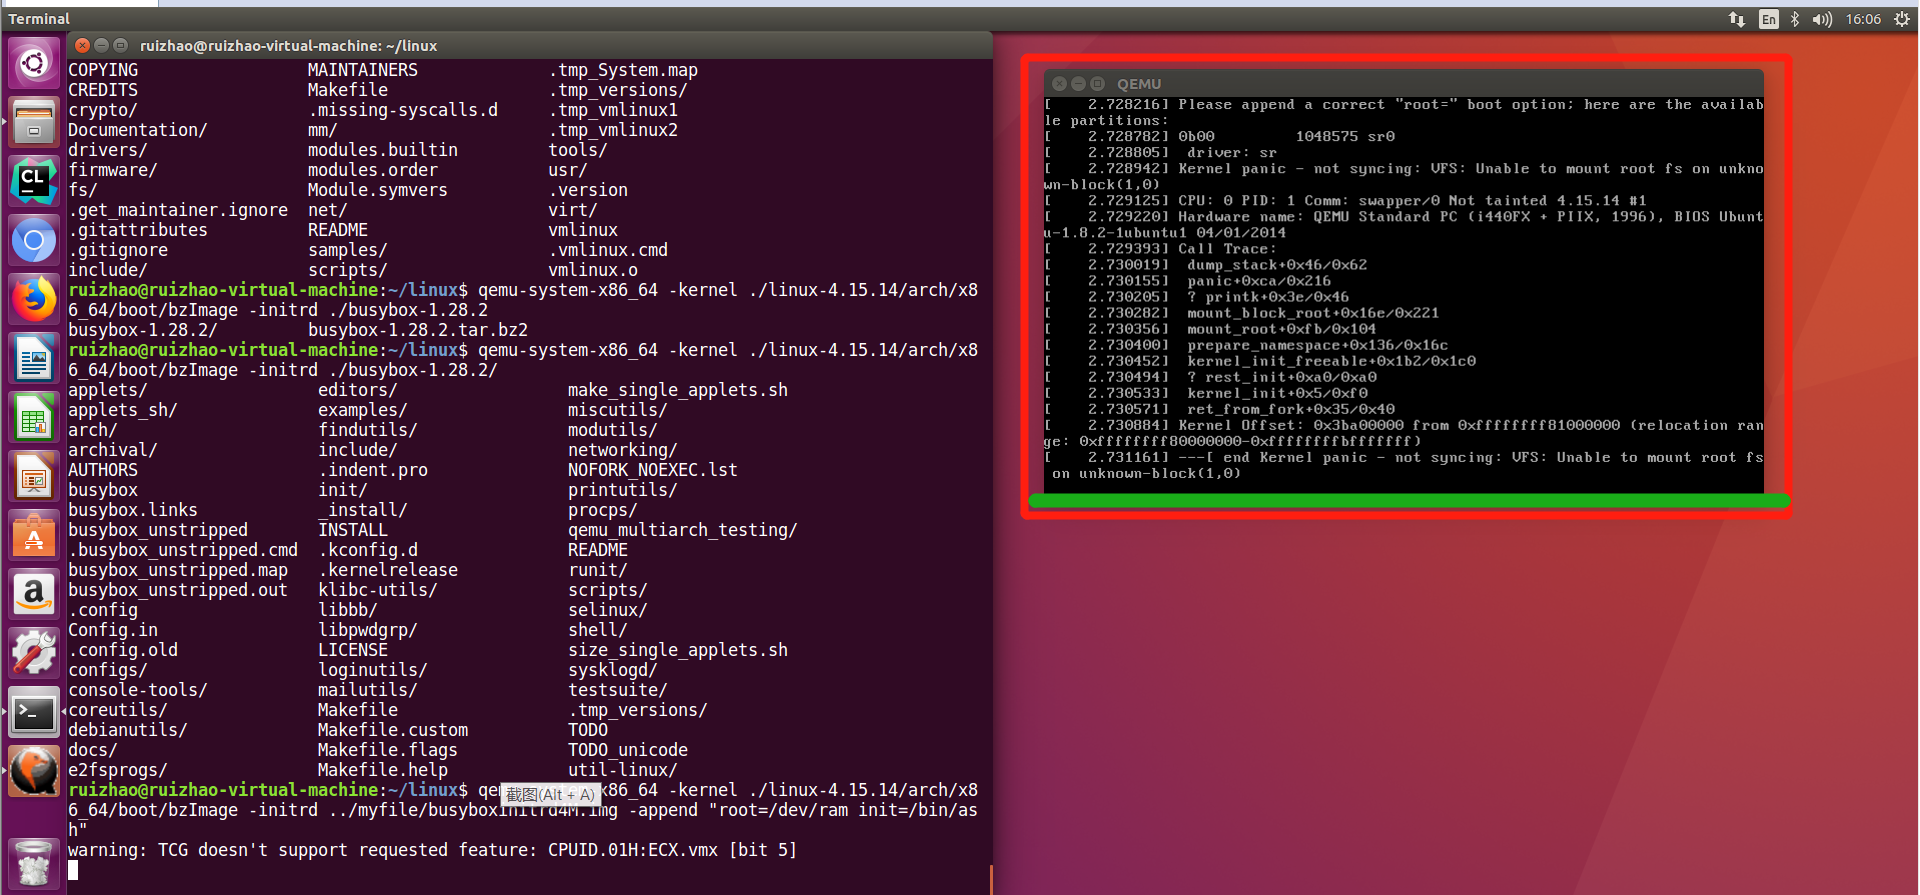 Terminal
En
16:06
ruizhao@ruizhao-virtual-machine: ~/linux
COPYING MAINTAINERS .tmp_System.map
CREDITS Makefile .tmp_versions/
crypto/ .missing-syscalls.d .tmp_vmlinux1
Documentation/ mm/ .tmp_vmlinux2
drivers/ modules.builtin tools/
firmware/ modules.order usr/
fs/ Module.symvers .version
.get_maintainer.ignore net/ virt/
.gitattributes README vmlinux
.gitignore samples/ .vmlinux.cmd
include/ scripts/ vmlinux.o
ruizhao@ruizhao-virtual-machine:~/linux$ qemu-system-x86_64 -kernel ./linux-4.15.14/arch/x8
6_64/boot/bzImage -initrd ./busybox-1.28.2
busybox-1.28.2/ busybox-1.28.2.tar.bz2
ruizhao@ruizhao-virtual-machine:~/linux$ qemu-system-x86_64 -kernel ./linux-4.15.14/arch/x8
6_64/boot/bzImage -initrd ./busybox-1.28.2/
applets/ editors/ make_single_applets.sh
applets_sh/ examples/ miscutils/
arch/ findutils/ modutils/
archival/ include/ networking/
AUTHORS .indent.pro NOFORK_NOEXEC.lst
busybox init/ printutils/
busybox.links _install/ procps/
busybox_unstripped INSTALL qemu_multiarch_testing/
.busybox_unstripped.cmd .kconfig.d README
busybox_unstripped.map .kernelrelease runit/
busybox_unstripped.out klibc-utils/ scripts/
.config libbb/ selinux/
Config.in libpwdgrp/ shell/
.config.old LICENSE size_single_applets.sh
configs/ loginutils/ sysklogd/
console-tools/ mailutils/ testsuite/
coreutils/ Makefile .tmp_versions/
debianutils/ Makefile.custom TODO
docs/ Makefile.flags TODO_unicode
e2fsprogs/ Makefile.help util-linux/
ruizhao@ruizhao-virtual-machine:~/linux$ qe x86_64 -kernel ./linux-4.15.14/arch/x8
截图(Alt + A)
6_64/boot/bzImage -initrd ../myfile/busyboxinitrd4M.img -append "root=/dev/ram init=/bin/as
h"
warning: TCG doesn't support requested feature: CPUID.01H:ECX.vmx [bit 5]
CL
QEMU
[ 2.728216] Please append a correct "root=" boot option; here are the availab
le partitions:
[ 2.728782] 0b00 1048575 sr0
[ 2.728805] driver: sr
[ 2.728942] Kernel panic - not syncing: VFS: Unable to mount root fs on unkno
wn-block(1,0)
[ 2.729125] CPU: 0 PID: 1 Comm: swapper/0 Not tainted 4.15.14 #1
[ 2.729220] Hardware name: QEMU Standard PC (i440FX + PIIX, 1996), BIOS Ubunt
u-1.8.2-1ubuntu1 04/01/2014
[ 2.729393] Call Trace:
[ 2.730019] dump_stack+0x46/0x62
[ 2.730155] panic+0xca/0x216
[ 2.730205] ? printk+0x3e/0x46
[ 2.730282] mount_block_root+0x16e/0x221
[ 2.730356] mount_root+0xfb/0x104
[ 2.730400] prepare_namespace+0x136/0x16c
[ 2.730452] kernel_init_freeable+0x1b2/0x1c0
[ 2.730494] ? rest_init+0xa0/0xa0
[ 2.730533] kernel_init+0x5/0xf0
[ 2.730571] ret_from_fork+0x35/0x40
[ 2.730884] Kernel Offset: 0x3ba00000 from 0xffffffff81000000 (relocation ran
ge: 0xffffffff80000000-0xffffffffbfffffff)
[ 2.731161] ---[ end Kernel panic - not syncing: VFS: Unable to mount root fs
on unknown-block(1,0)